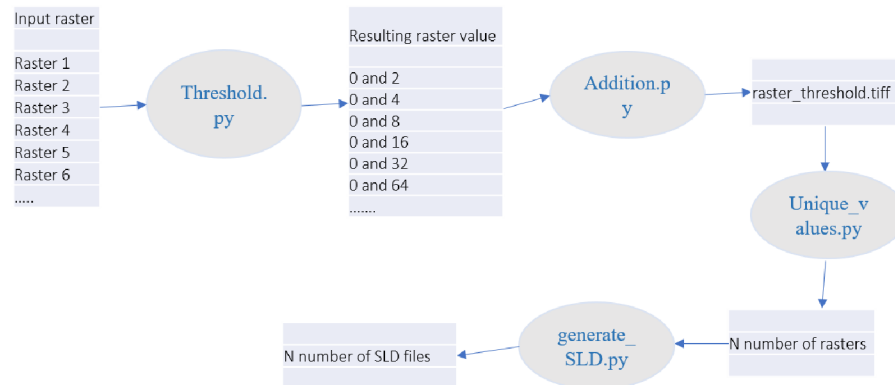 Input raster
Raster 1
Raster 2
Raster 3
Raster 4
Raster 5
Raster 6
.....
Threshold.
py
Resulting raster value
0 and 2
0 and 4
0 and 8
0 and 16
0 and 32
0 and 64
.......
Addition.p
y
raster_threshold.tiff
Unique_v
alues.py
N number of rasters
generate_
SLD.py
N number of SLD files